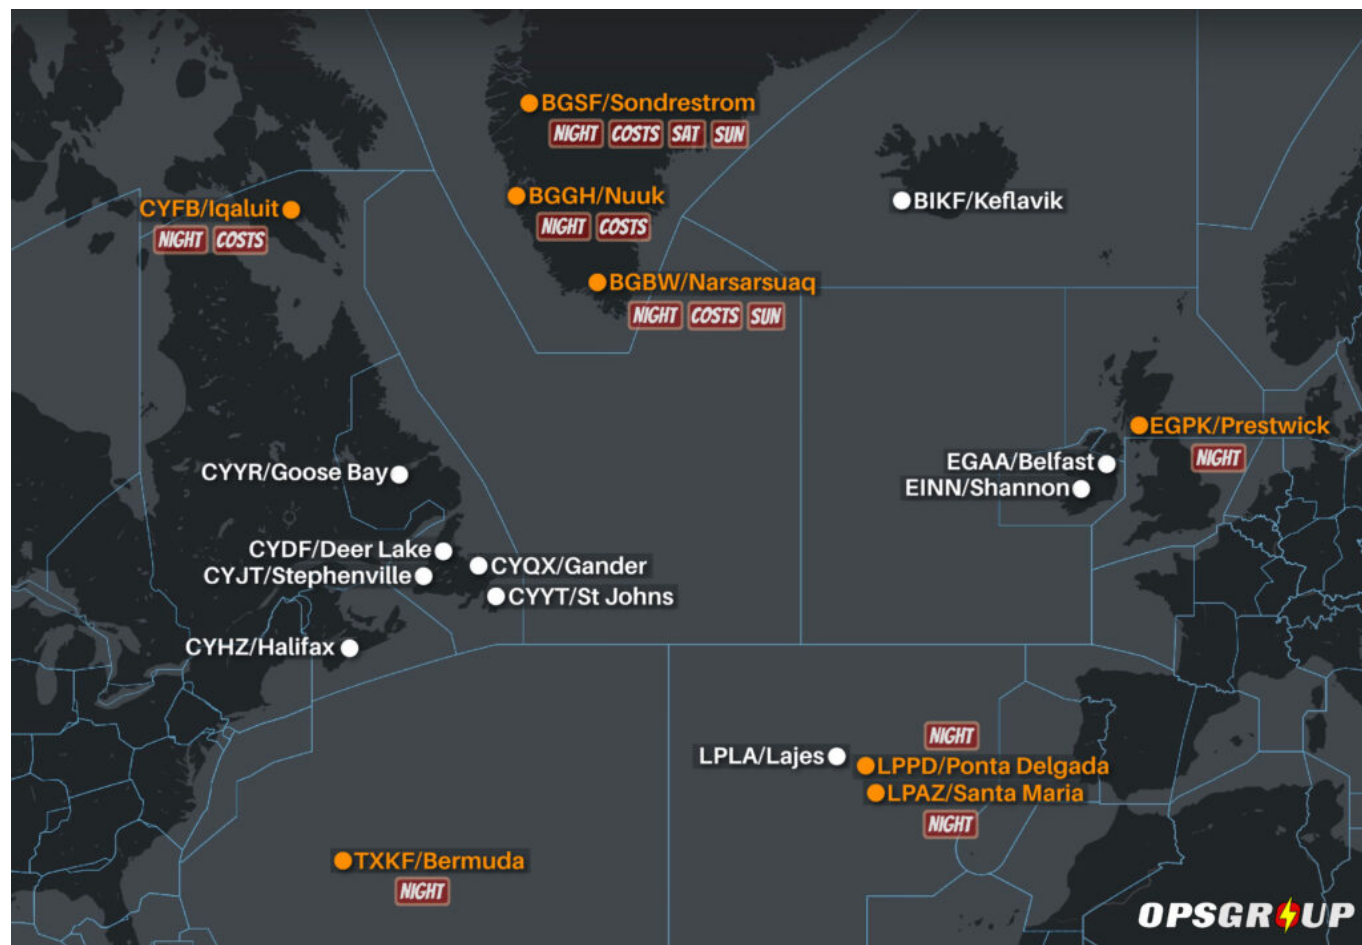 BGSF/Sondrestrom
NIGHT COSTS SAT SUN
BGGH/Nuuk
NIGHT COSTS
BIKF/Keflavik
CYFB/Iqaluit
NIGHT COSTS
BGBW/Narsarsuaq
NIGHT COSTS SUN
EGPK/Prestwick
NIGHT
EGAA/Belfast
EINN/Shannon
CYYR/Goose Bay
CYDF/Deer Lake
CYJT/Stephenville
CYQX/Gander
CYYT/St Johns
CYHZ/Halifax
NIGHT
LPLA/Lajes
LPPD/Ponta Delgada
LPAZ/Santa Maria
NIGHT
TXKF/Bermuda
NIGHT
OPSGROUP